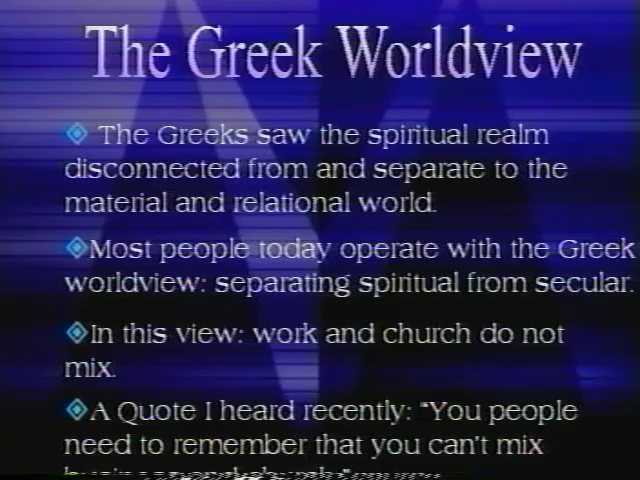 The Greek Worldview
The Greeks saw the spiritual realm
disconnected from and separate to the
material and relational world.
Most people today operate with the Greek
worldview: separating spiritual from secular.
In this view: work and church do not
mix.
A Quote I heard recently: "You people
need to remember that you can't mix